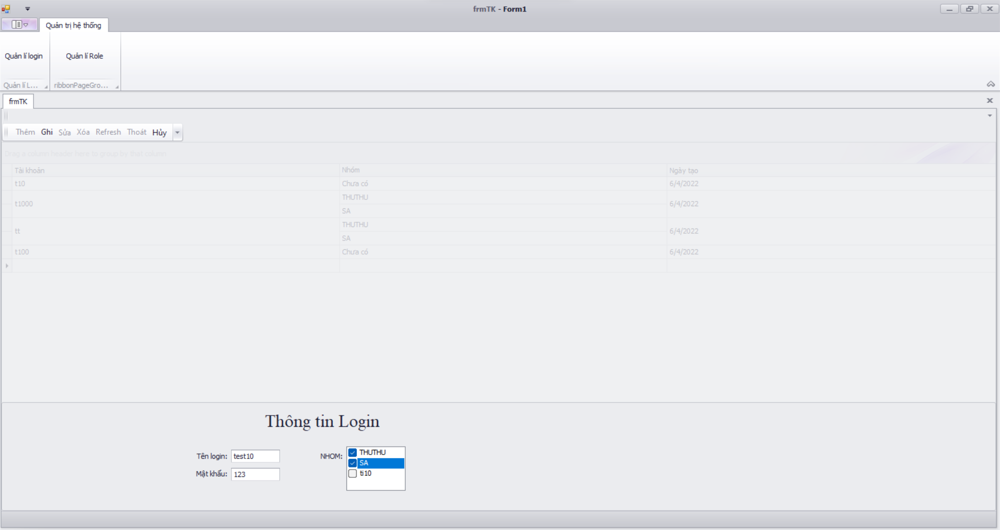 frmTK - Form1
Quản trị hệ thống
Quản lí login
Quản lí Role
Quản lí L...
ribbonPageGro...
frmTK
Thêm Ghi Sửa Xóa Refresh Thoát Hủy
Drag a column header here to group by that column
Tài khoản Nhóm Ngày tạo
t10 Chưa có 6/4/2022
t1000 THUTHU 6/4/2022
SA
tt THUTHU 6/4/2022
SA
t100 Chưa có 6/4/2022
Thông tin Login
Tên login: test10
Mật khẩu: 123
NHOM:
THUTHU
SA
ti10